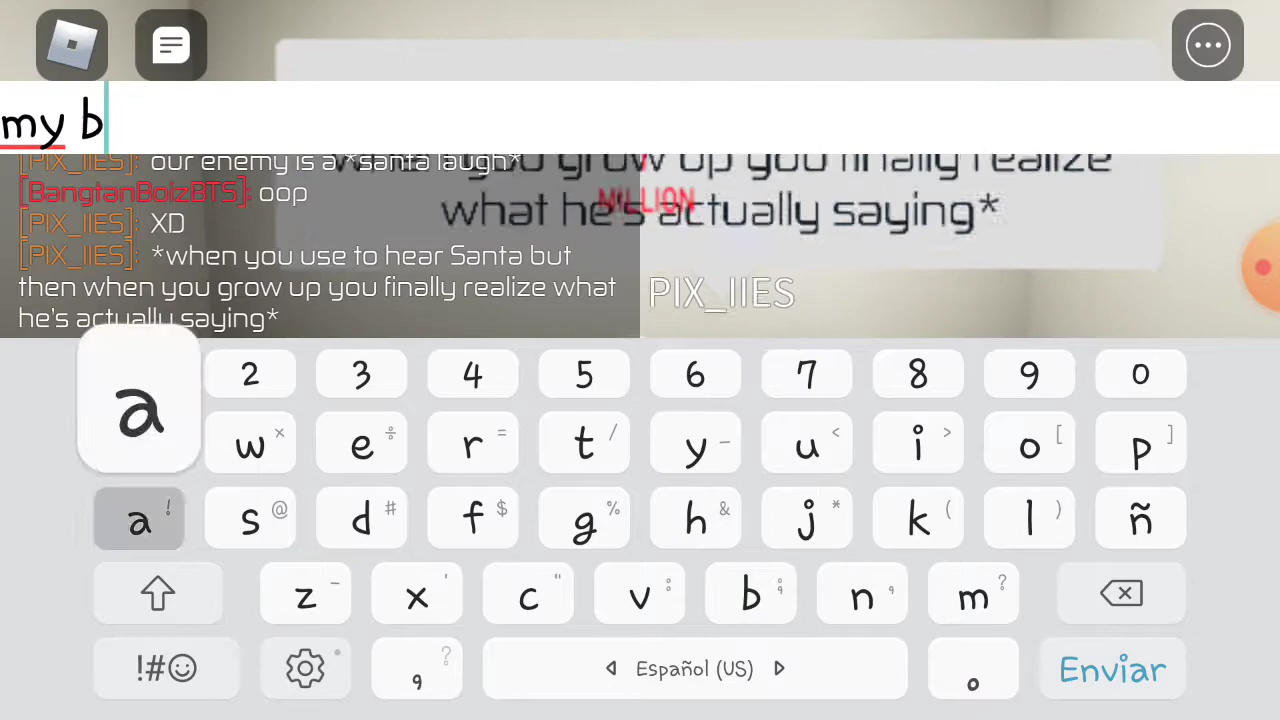 my b
[PIX_IIES]: our enemy is a *santa laugh*
[BangtanBoizBTS]: oop
[PIX_IIES]: XD
[PIX_IIES]: *when you use to hear Santa but
then when you grow up you finally realize what
he's actually saying*
you grow up you finally realize
what he's actually saying*
MILLION
PIX_IIES
a
2 3 4 5 6 7 8 9 0
w × e ÷ r = t / y - u < i > o [ p ]
a ! s @ d # f $ g % h & j * k ( l ) ñ
z - x ' c " v : b ; n , m ?
!#☺ , ? Español (US) . Enviar